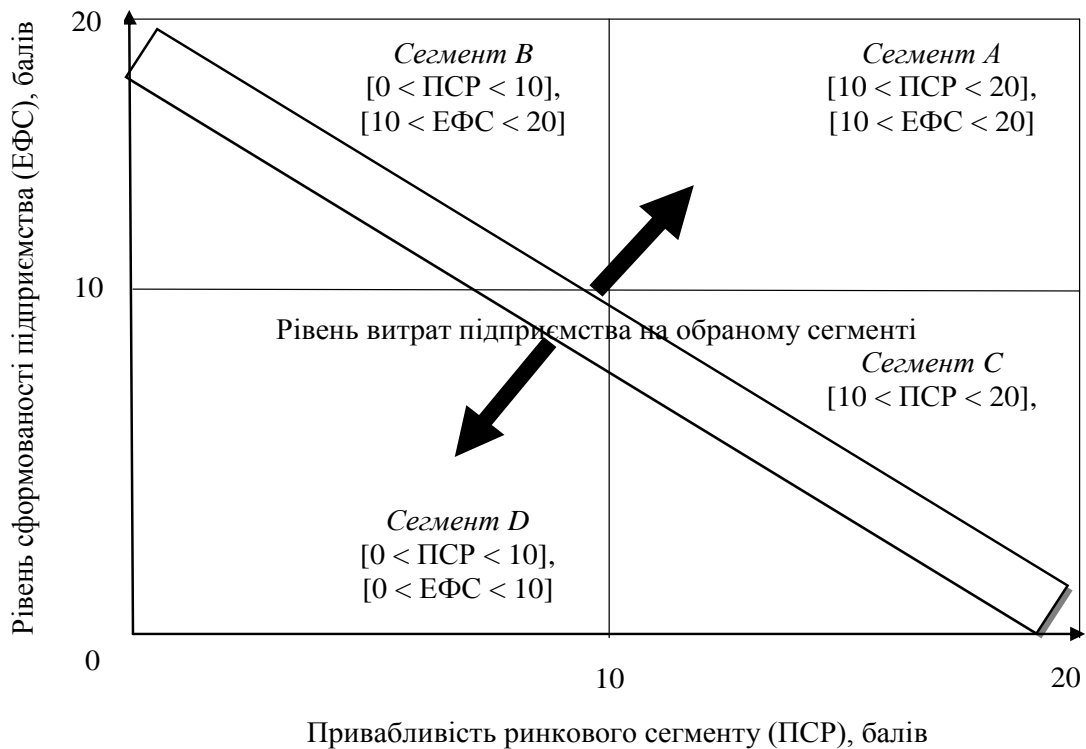 Рівень сформованості підприємства (ЕФС), балів
20
Сегмент B
[0 < ПСР < 10],
[10 < ЕФС < 20]
Сегмент A
[10 < ПСР < 20],
[10 < ЕФС < 20]
10
Рівень витрат підприємства на обраному сегменті
Сегмент C
[10 < ПСР < 20],
Сегмент D
[0 < ПСР < 10],
[0 < ЕФС < 10]
0
10
20
Привабливість ринкового сегменту (ПСР), балів